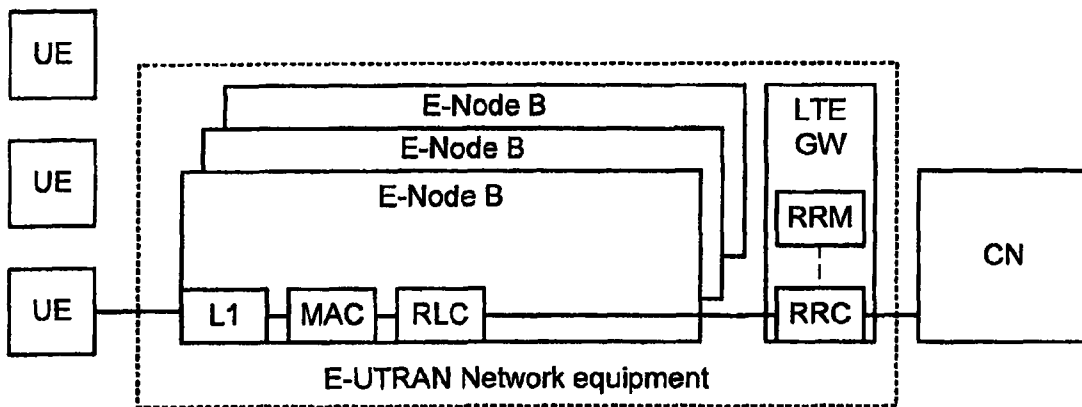 UE
UE
UE
E-Node B
E-Node B
E-Node B
L1
MAC
RLC
LTE
GW
RRM
RRC
CN
E-UTRAN Network equipment